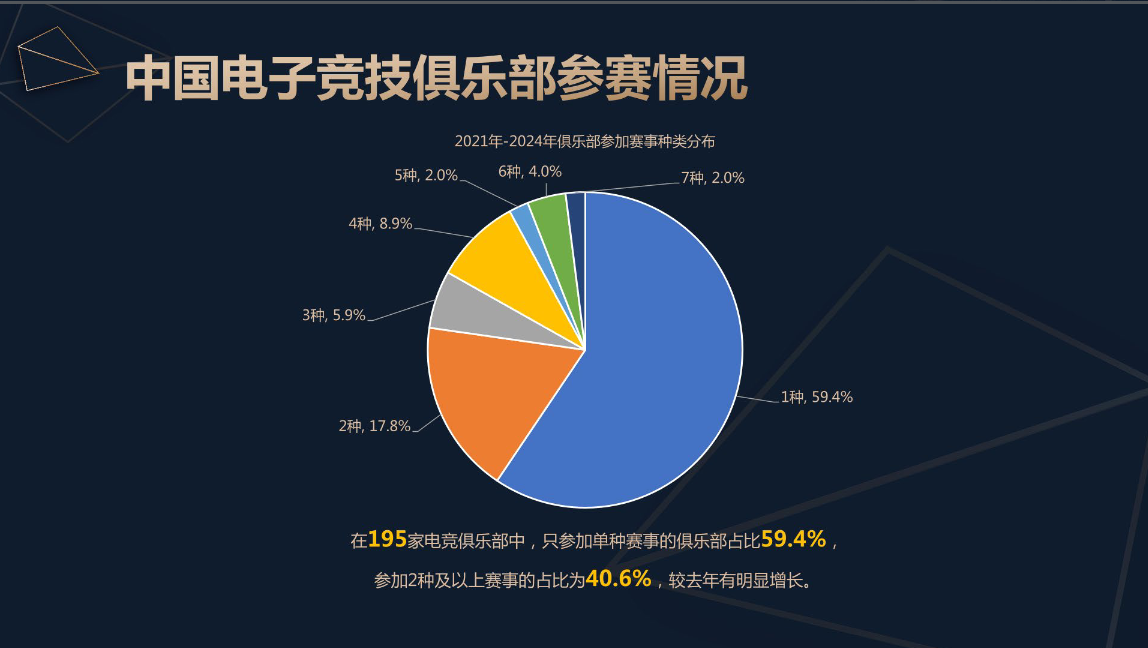 中国电子竞技俱乐部参赛情况
2021年-2024年俱乐部参加赛事种类分布
5种, 2.0%
6种, 4.0%
7种, 2.0%
4种, 8.9%
3种, 5.9%
1种, 59.4%
2种, 17.8%
在195家电竞俱乐部中，只参加单种赛事的俱乐部占比59.4%，
参加2种及以上赛事的占比为40.6%，较去年有明显增长。